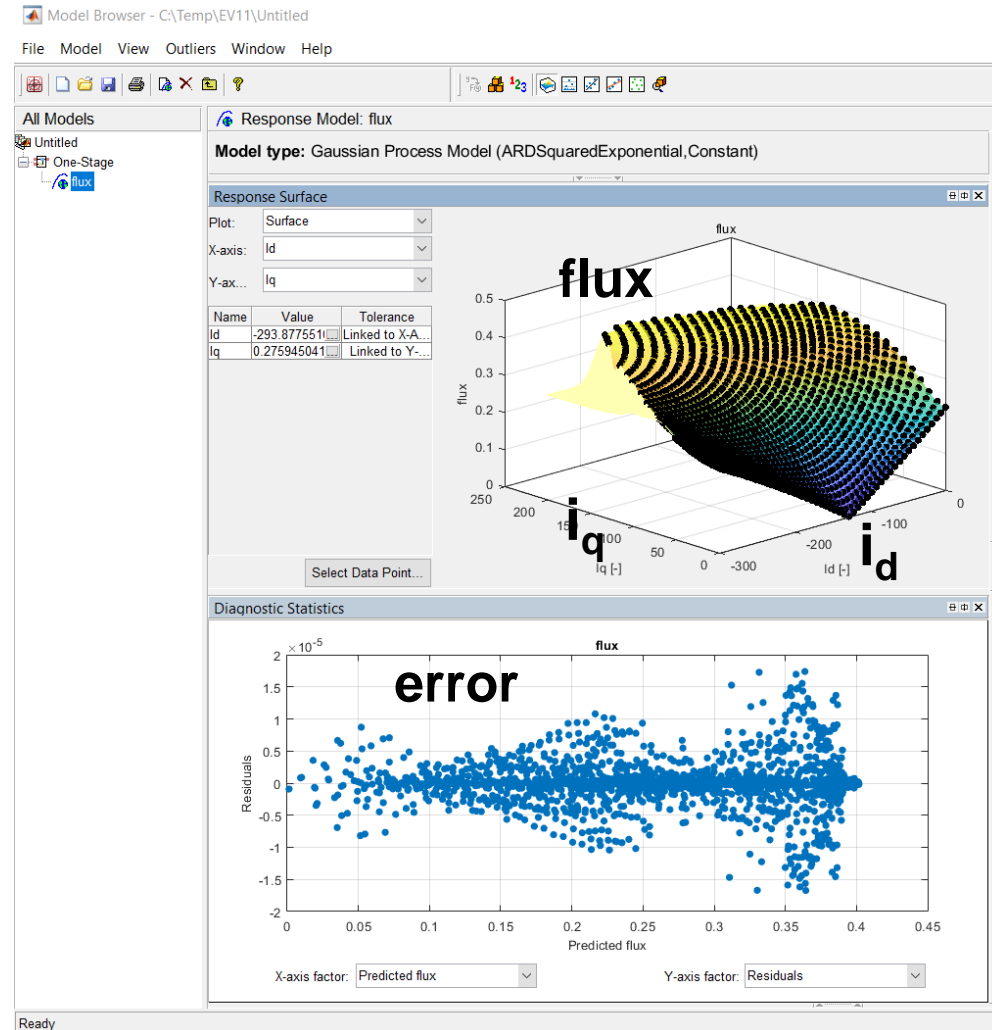 Model Browser - C:\Temp\EV11\Untitled
File Model View Outliers Window Help
All Models
Untitled
One-Stage
flux
Response Model: flux
Model type: Gaussian Process Model (ARDSquaredExponential,Constant)
Response Surface
Plot: Surface
X-axis: Id
Y-ax... Iq
Name Value Tolerance
Id -293.877551( ... Linked to X-A...
Iq 0.275945041 ... Linked to Y-...
Select Data Point...
flux
flux
0.5
0.4
0.3
0.2
0.1
0
flux
250
200
150
100
50
0
Iq [-]
iq
-300
-200
-100
0
Id [-]
id
Diagnostic Statistics
flux
×10-5
error
2
1.5
1
0.5
0
-0.5
-1
-1.5
-2
Residuals
0 0.05 0.1 0.15 0.2 0.25 0.3 0.35 0.4 0.45
Predicted flux
X-axis factor: Predicted flux
Y-axis factor: Residuals
Ready